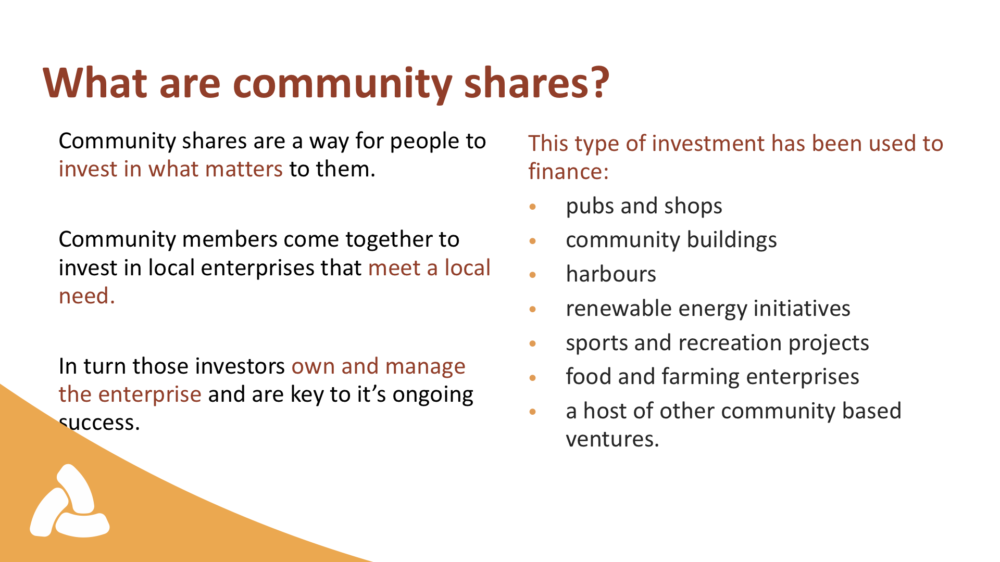 What are community shares?
Community shares are a way for people to
invest in what matters to them.
Community members come together to
invest in local enterprises that meet a local
need.
In turn those investors own and manage
the enterprise and are key to it’s ongoing
success.
This type of investment has been used to
finance:
• pubs and shops
• community buildings
• harbours
• renewable energy initiatives
• sports and recreation projects
• food and farming enterprises
• a host of other community based
ventures.